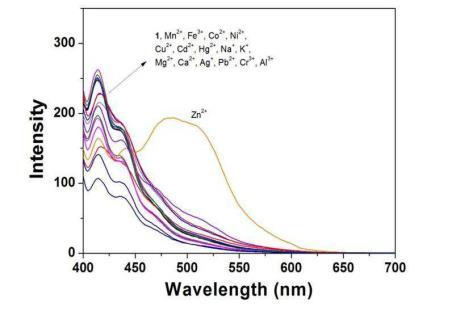 300
200
100
0
Intensity
1, Mn²⁺, Fe³⁺, Co²⁺, Ni²⁺,
Cu²⁺, Cd²⁺, Hg²⁺, Na⁺, K⁺,
Mg²⁺, Ca²⁺, Ag⁺, Pb²⁺, Cr³⁺, Al³⁺
Zn²⁺
400 450 500 550 600 650 700
Wavelength (nm)